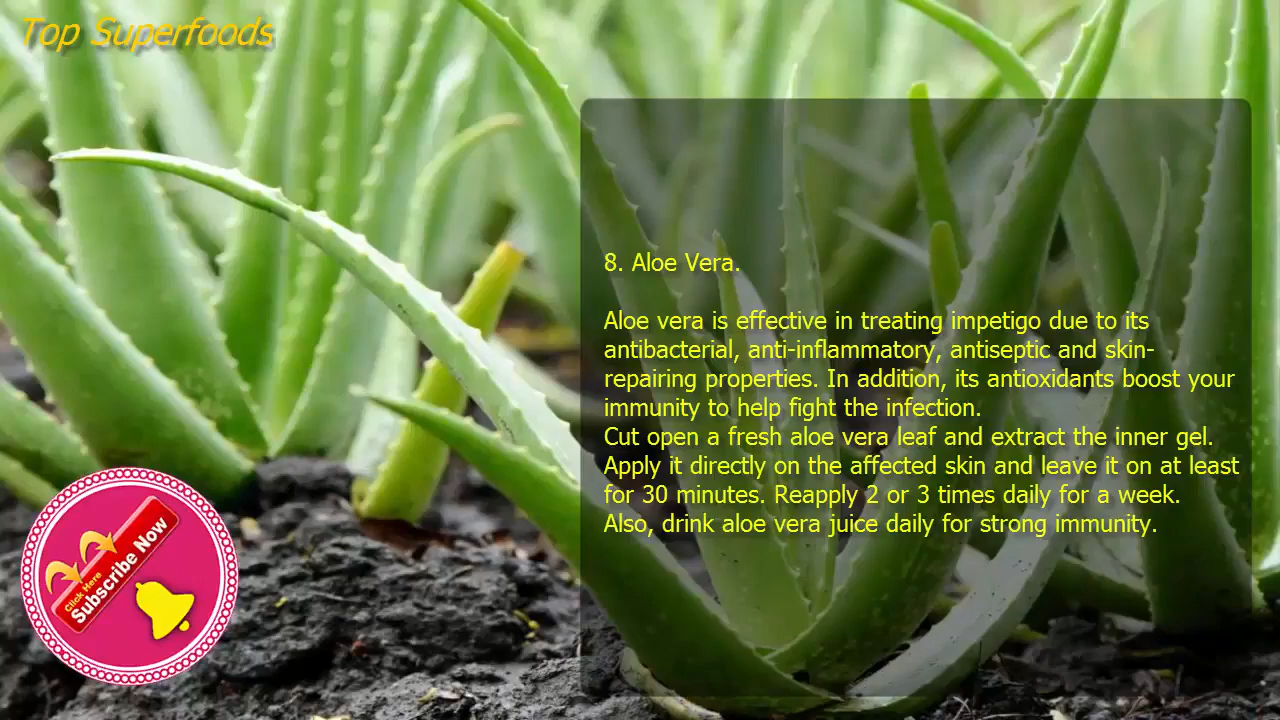 Top Superfoods
8. Aloe Vera.
Aloe vera is effective in treating impetigo due to its
antibacterial, anti-inflammatory, antiseptic and skin-
repairing properties. In addition, its antioxidants boost your
immunity to help fight the infection.
Cut open a fresh aloe vera leaf and extract the inner gel.
Apply it directly on the affected skin and leave it on at least
for 30 minutes. Reapply 2 or 3 times daily for a week.
Also, drink aloe vera juice daily for strong immunity.
Click Here
Subscribe Now